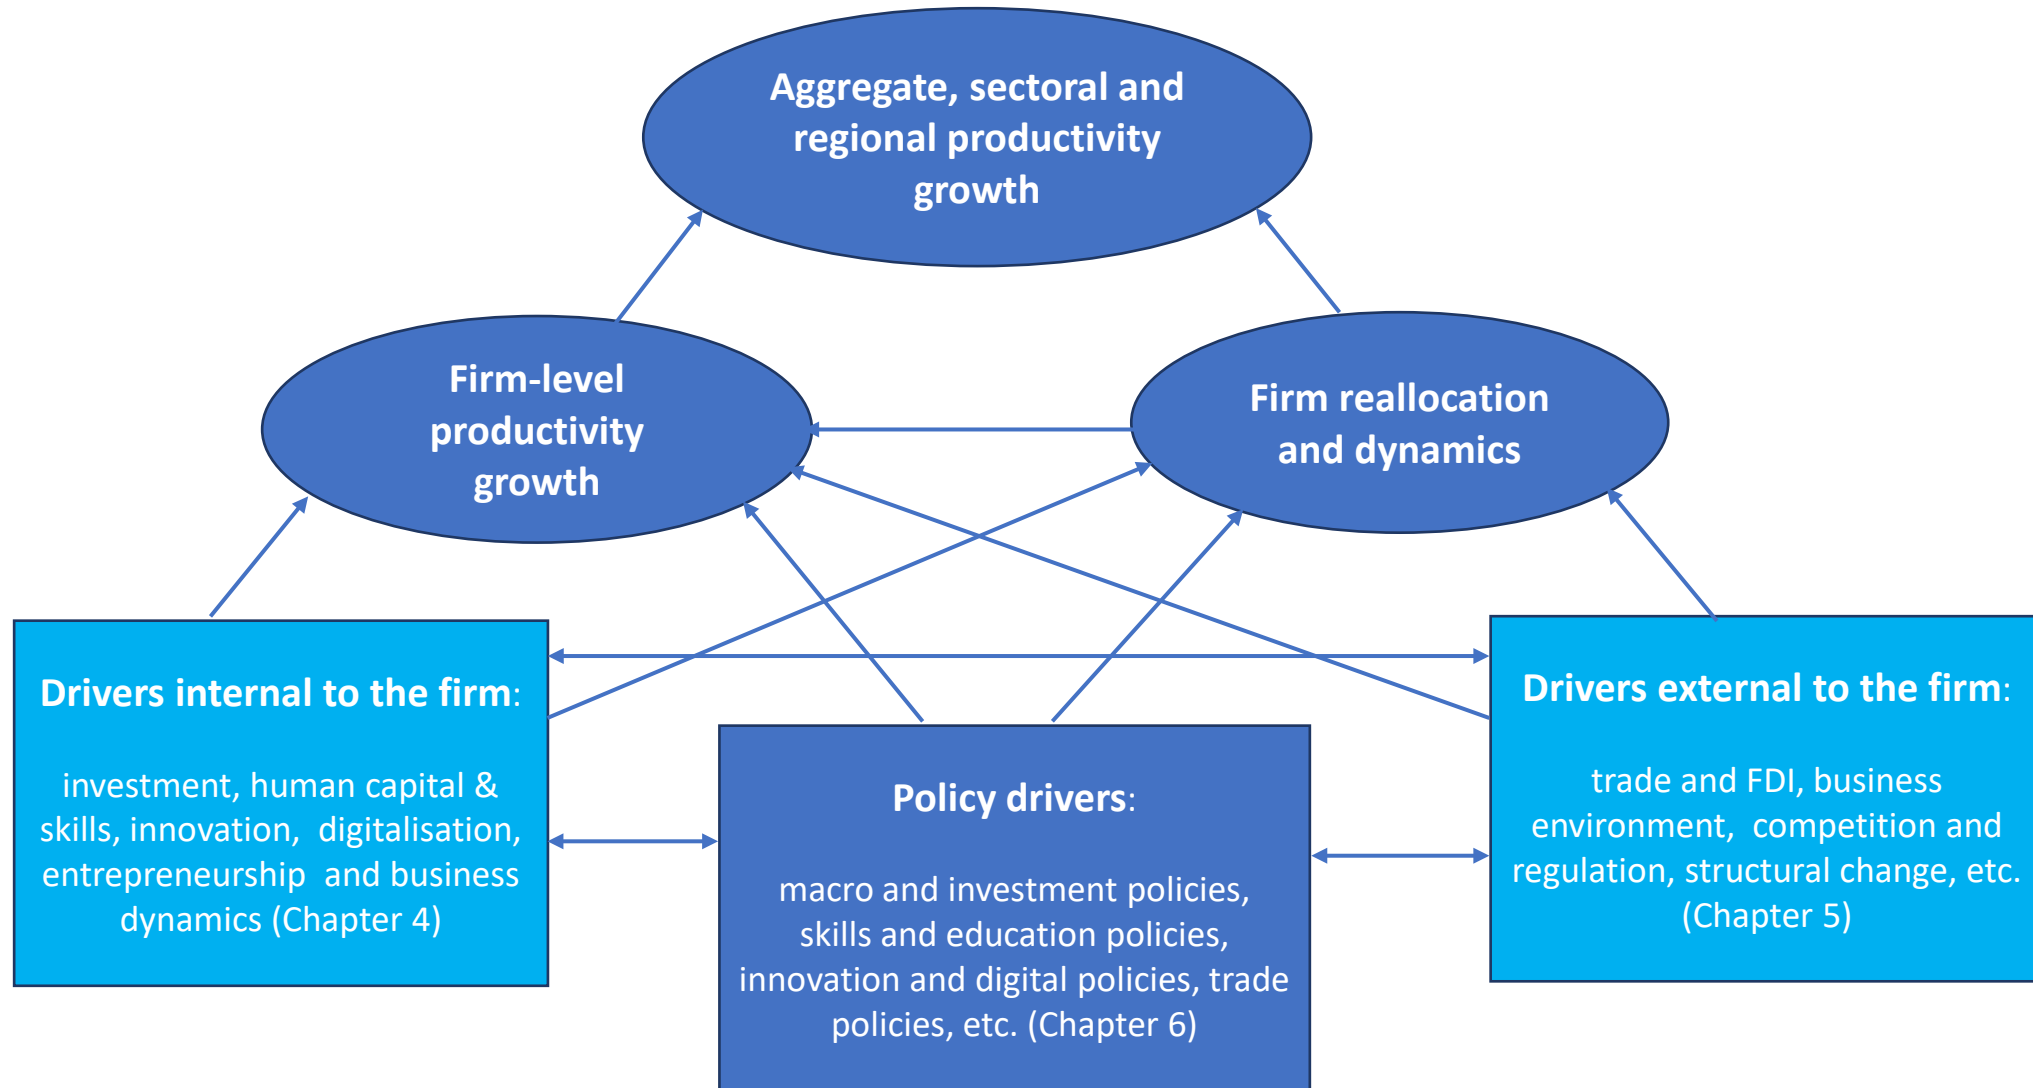 Aggregate, sectoral and
regional productivity
growth
Firm-level
productivity
growth
Firm reallocation
and dynamics
Drivers internal to the firm:
investment, human capital &
skills, innovation, digitalisation,
entrepreneurship and business
dynamics (Chapter 4)
Policy drivers:
macro and investment policies,
skills and education policies,
innovation and digital policies, trade
policies, etc. (Chapter 6)
Drivers external to the firm:
trade and FDI, business
environment, competition and
regulation, structural change, etc.
(Chapter 5)